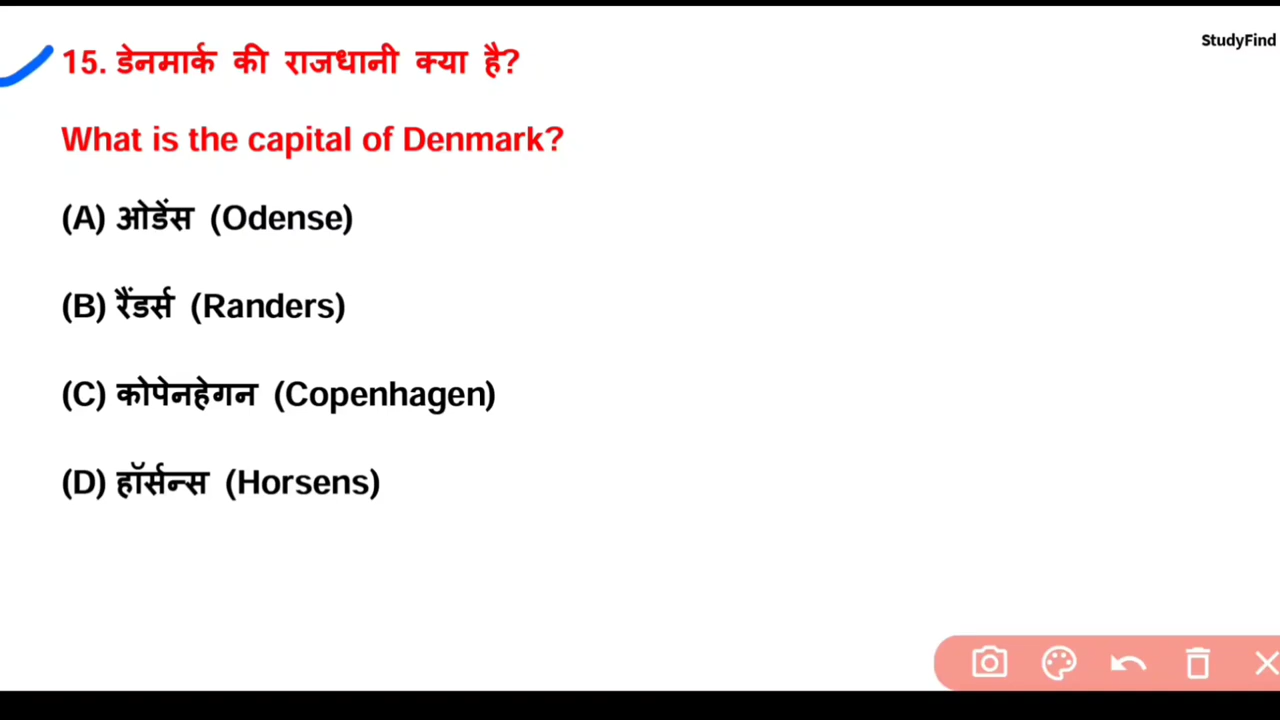 StudyFind
15. डेनमार्क की राजधानी क्या है?
What is the capital of Denmark?
(A) ओडेंस (Odense)
(B) रैंडर्स (Randers)
(C) कोपेनहेगन (Copenhagen)
(D) हॉर्सन्स (Horsens)